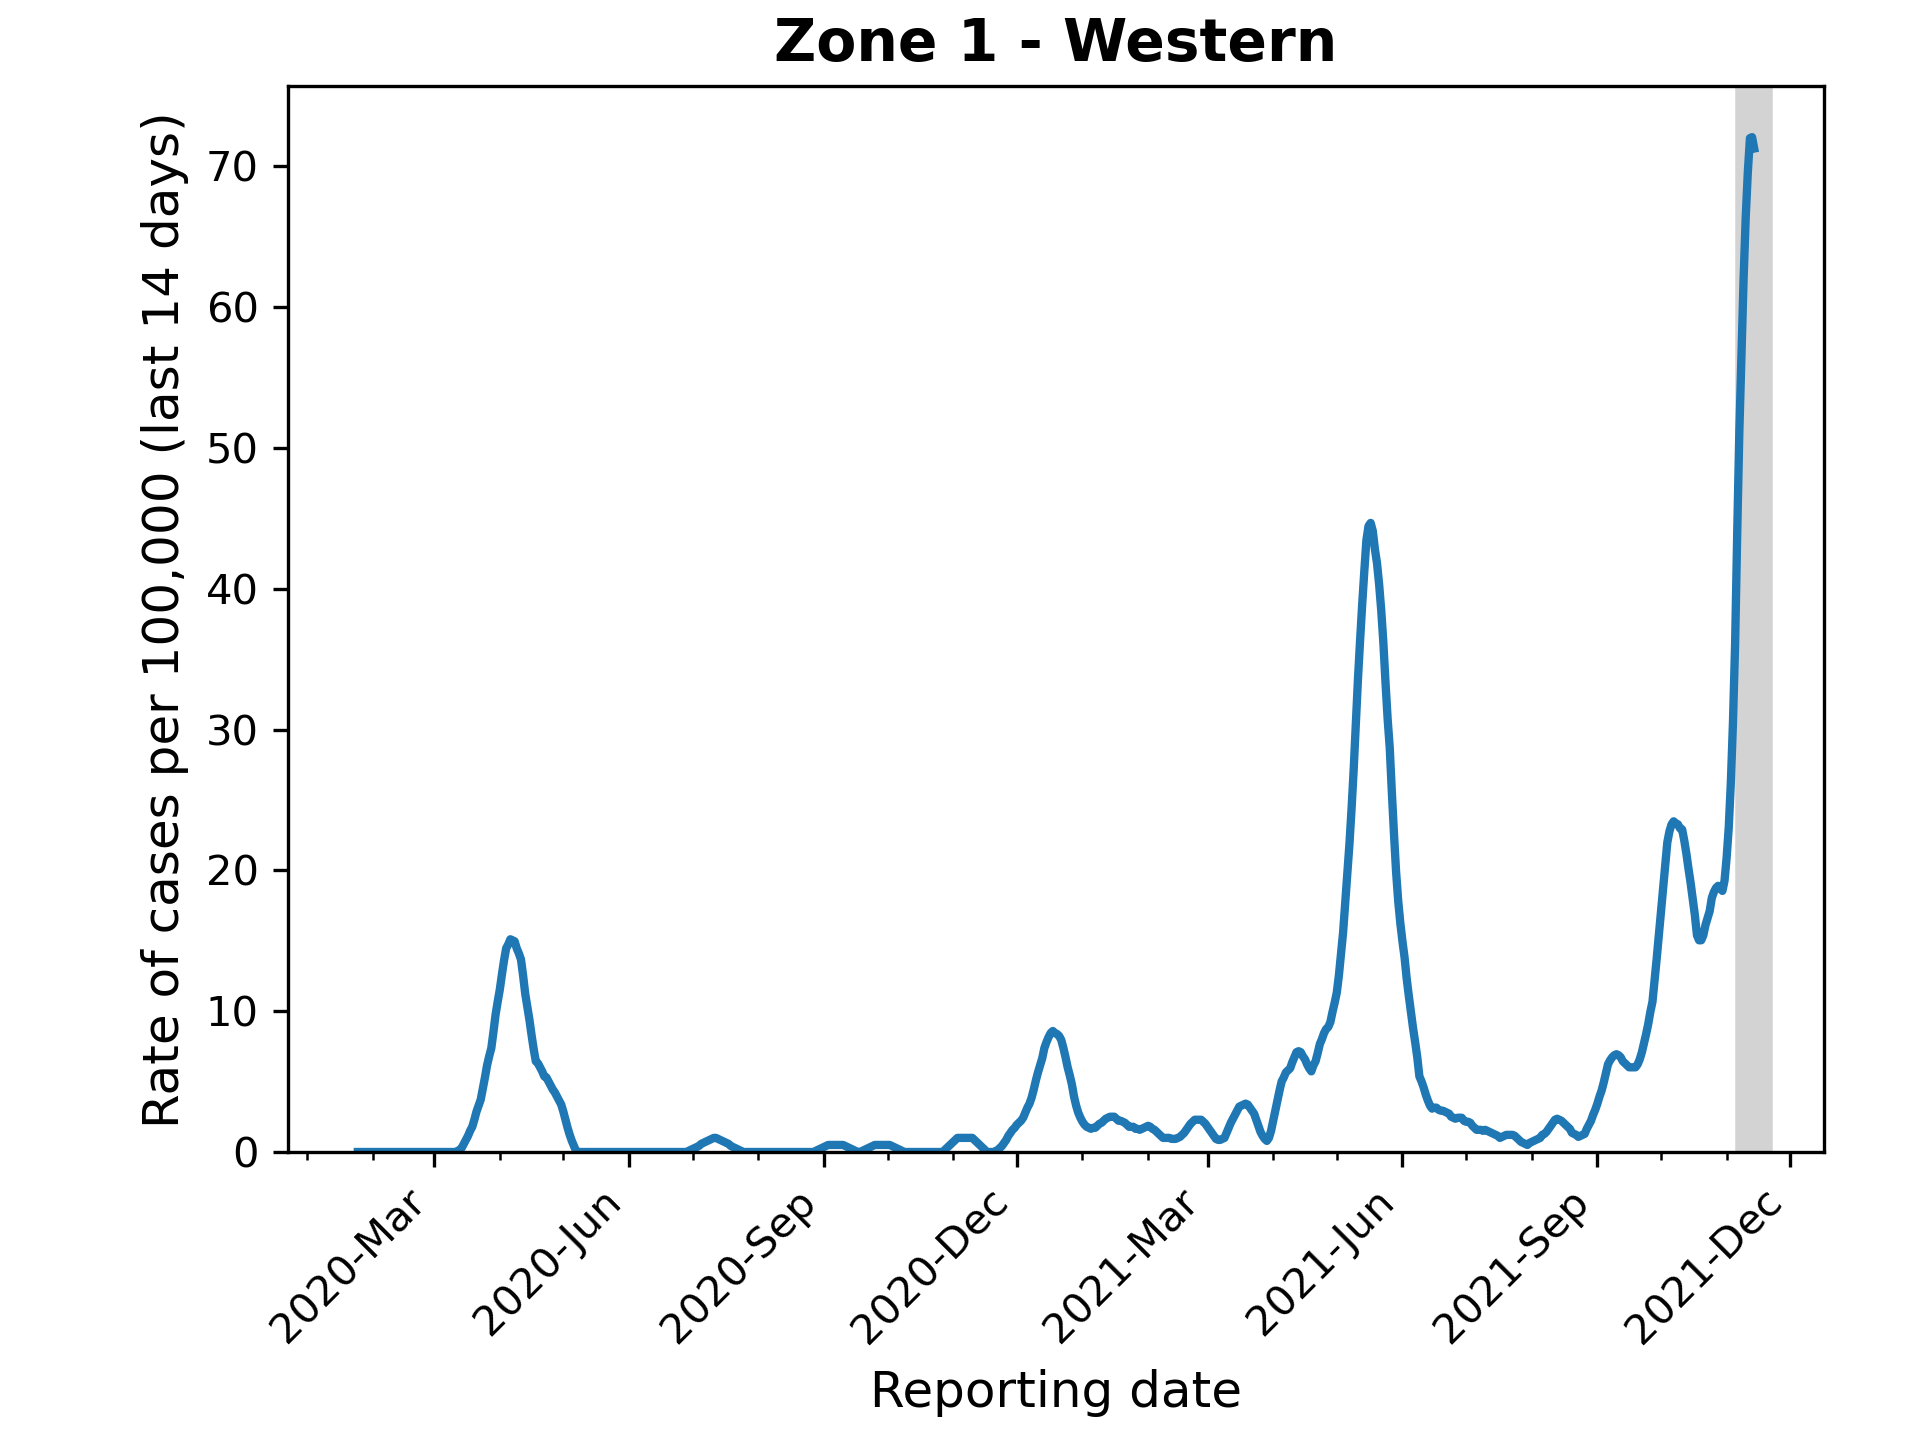 Zone 1 - Western
Rate of cases per 100,000 (last 14 days)
70
60
50
40
30
20
10
0
2020-Mar
2020-Jun
2020-Sep
2020-Dec
2021-Mar
2021-Jun
2021-Sep
2021-Dec
Reporting date